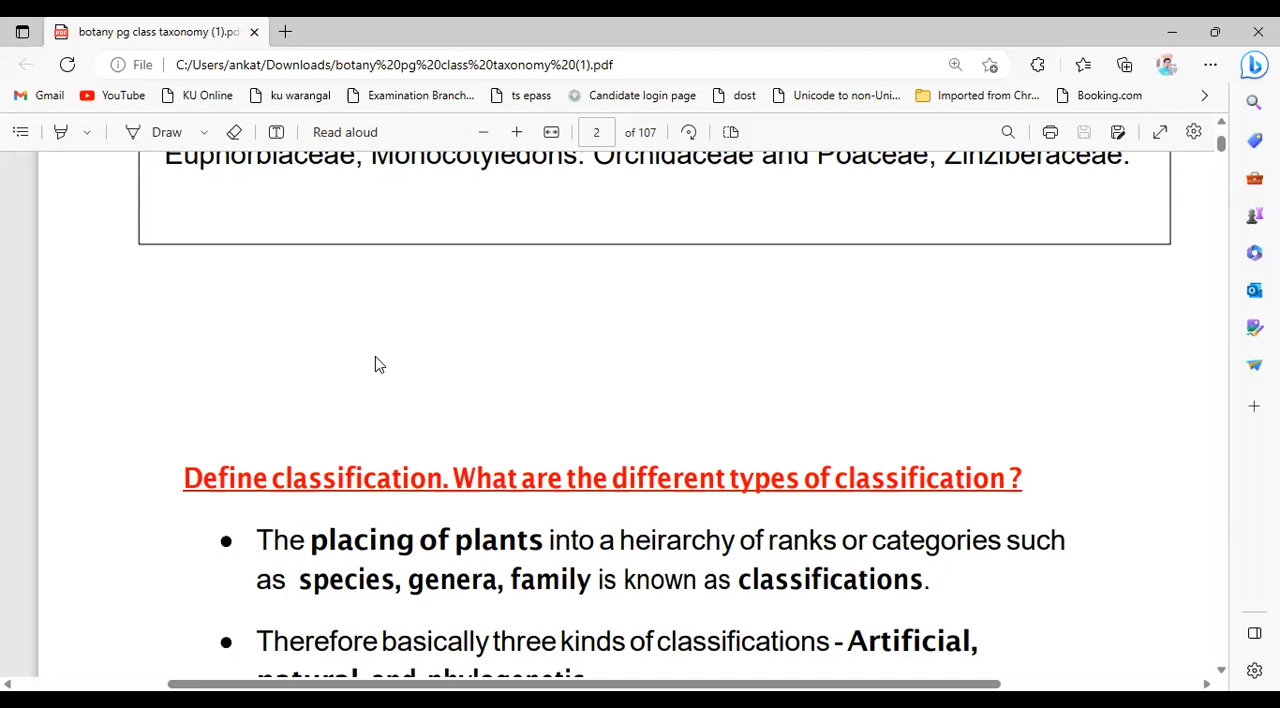 botany pg class taxonomy (1).pd
File C:/Users/ankat/Downloads/botany%20pg%20class%20taxonomy%20(1).pdf
Gmail YouTube KU Online ku warangal Examination Branch... ts epass Candidate login page dost Unicode to non-Uni... Imported from Chr... Booking.com
Draw Read aloud 2 of 107
Euphorbiaceae, Monocotyledons: Orchidaceae and Poaceae, Zinziberaceae.
Define classification. What are the different types of classification ?
• The placing of plants into a heirarchy of ranks or categories such
as species, genera, family is known as classifications.
• Therefore basically three kinds of classifications - Artificial,
natural and phylogenetic